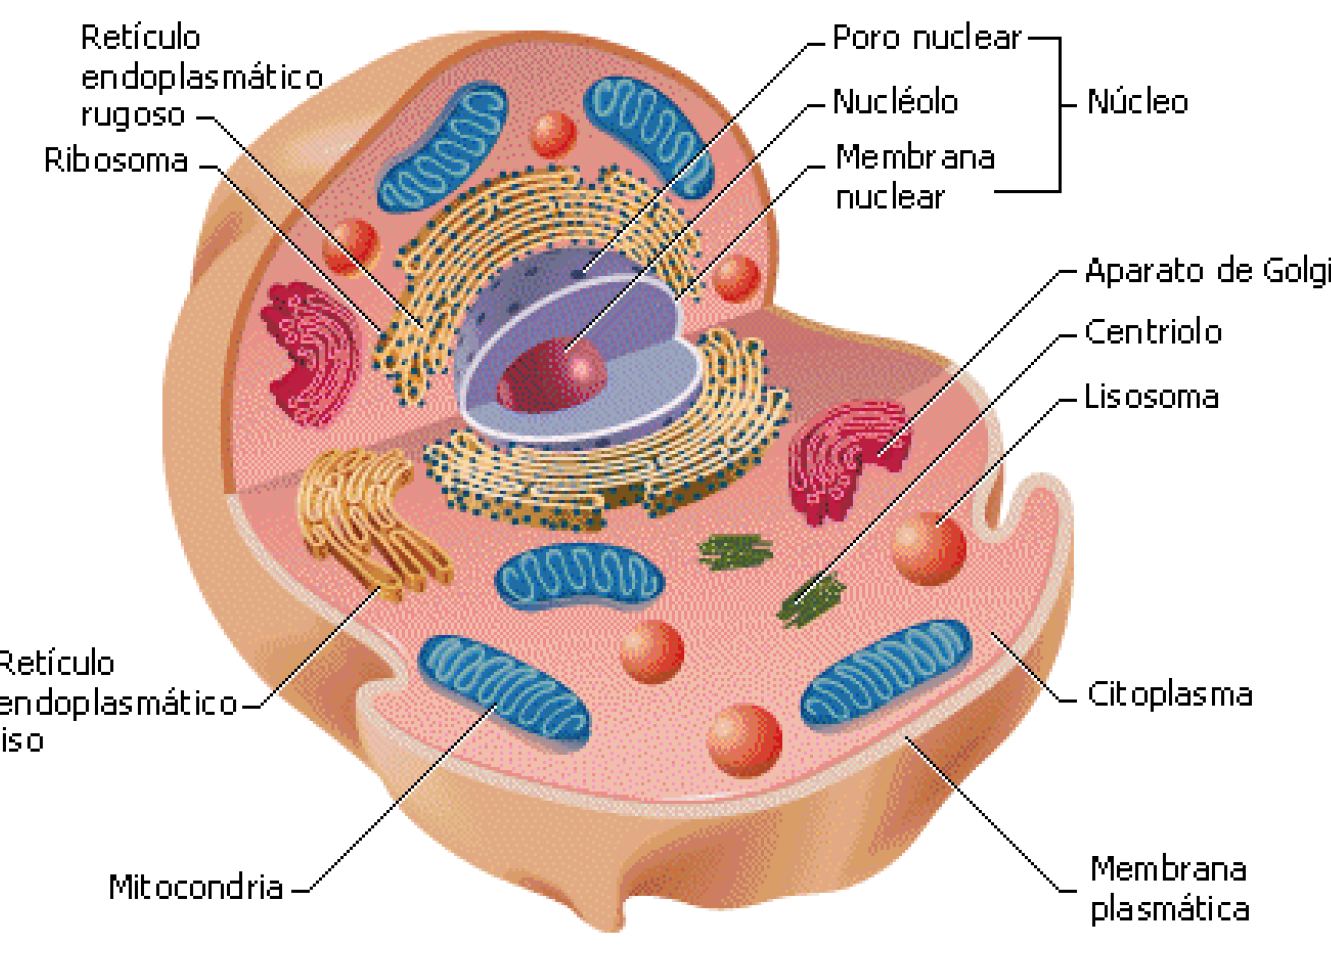 Retículo
endoplasmático
rugoso
Ribosoma
Poro nuclear
Nucléolo
Membrana
nuclear
Núcleo
Aparato de Golgi
Centriolo
Lisosoma
Retículo
endoplasmático
iso
Citoplasma
Mitocondria
Membrana
plasmática